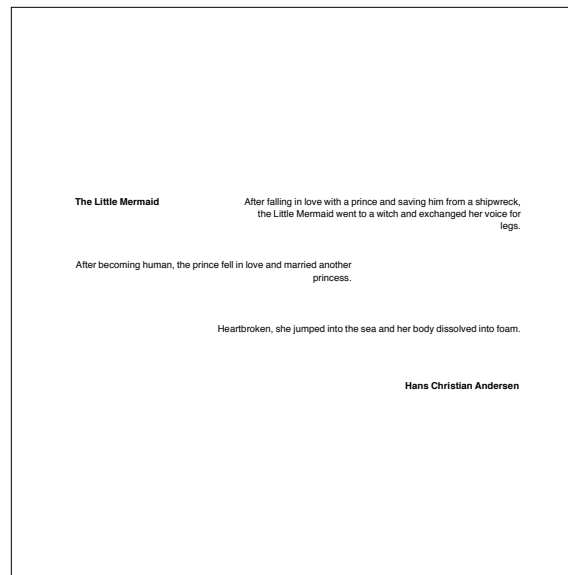 The Little Mermaid
After falling in love with a prince and saving him from a shipwreck,
the Little Mermaid went to a witch and exchanged her voice for
legs.
After becoming human, the prince fell in love and married another
princess.
Heartbroken, she jumped into the sea and her body dissolved into foam.
Hans Christian Andersen